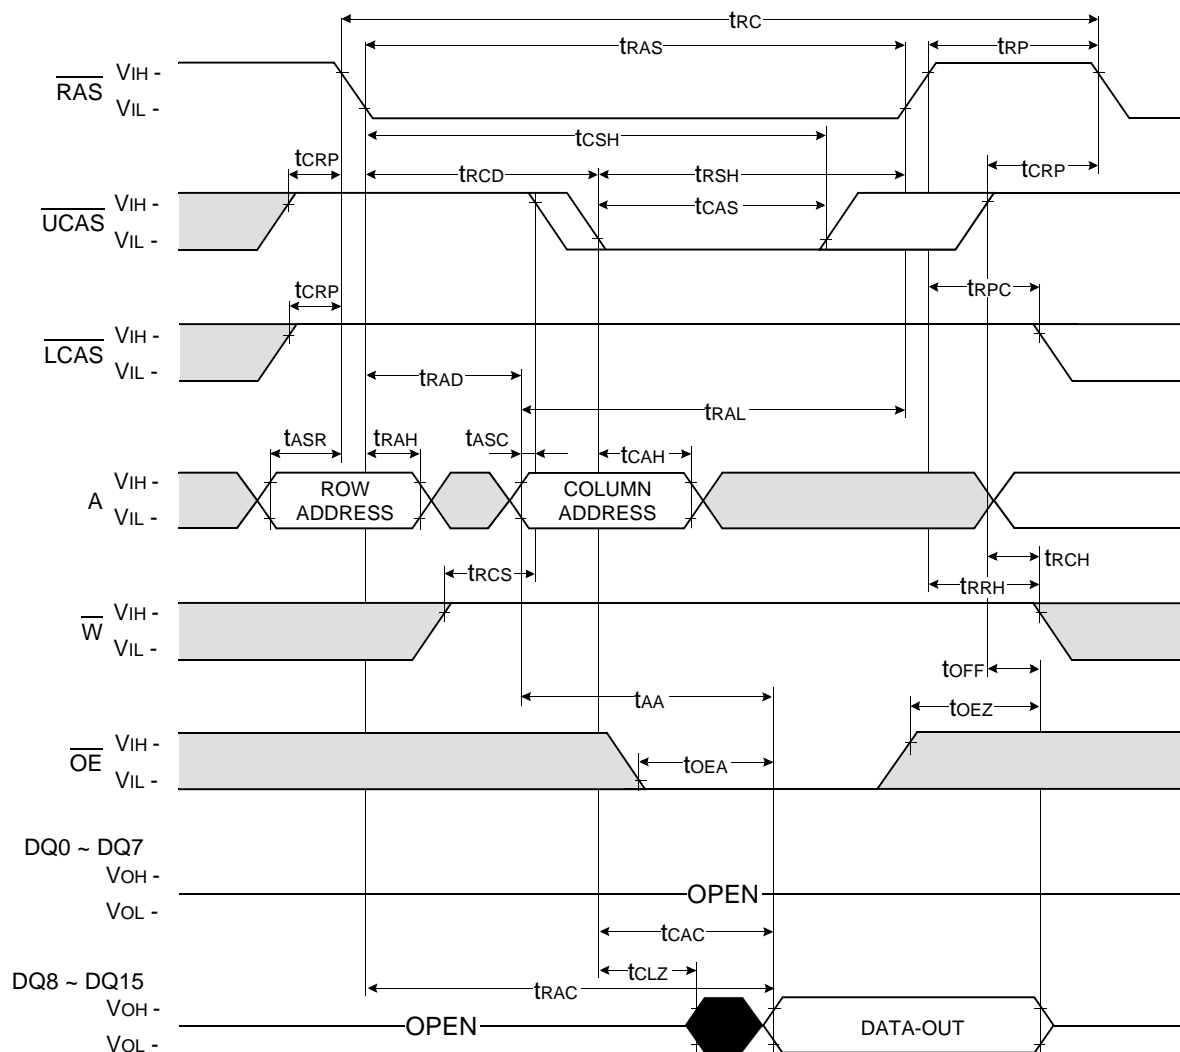 tRC
tRAS
tRP
RAS
VIH -
VIL -
tCSH
tCRP
tRCD
tRSH
tCRP
UCAS
VIH -
VIL -
tCAS
tCRP
tRPC
LCAS
VIH -
VIL -
tRAD
tRAL
tASR
tRAH
tASC
tCAH
A
VIH -
VIL -
ROW
ADDRESS
COLUMN
ADDRESS
tRCS
tRCH
tRRH
W
VIH -
VIL -
tOFF
tAA
tOEZ
OE
VIH -
VIL -
tOEA
DQ0 ~ DQ7
VOH -
VOL -
OPEN
tCAC
DQ8 ~ DQ15
tCLZ
tRAC
VOH -
VOL -
OPEN
DATA-OUT